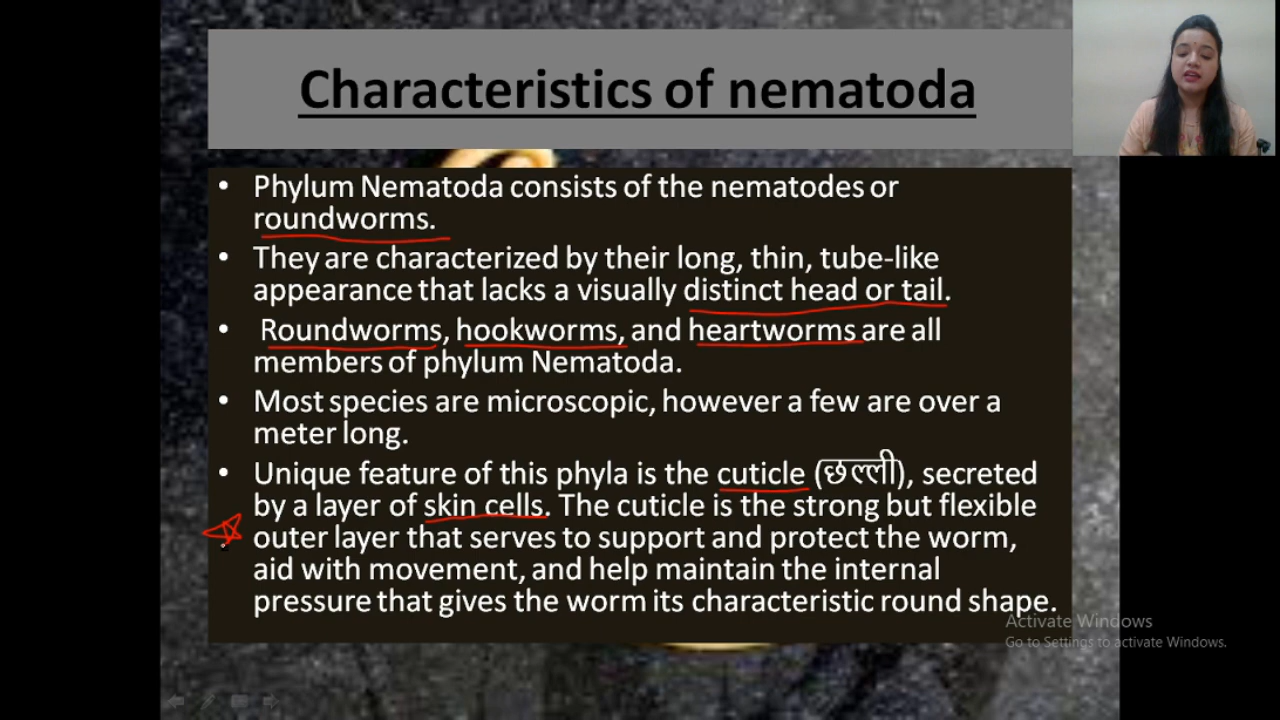 Characteristics of nematoda
• Phylum Nematoda consists of the nematodes or
roundworms.
• They are characterized by their long, thin, tube-like
appearance that lacks a visually distinct head or tail.
• Roundworms, hookworms, and heartworms are all
members of phylum Nematoda.
• Most species are microscopic, however a few are over a
meter long.
• Unique feature of this phyla is the cuticle (छल्ली), secreted
by a layer of skin cells. The cuticle is the strong but flexible
outer layer that serves to support and protect the worm,
aid with movement, and help maintain the internal
pressure that gives the worm its characteristic round shape.
Activate Windows
Go to Settings to activate Windows.